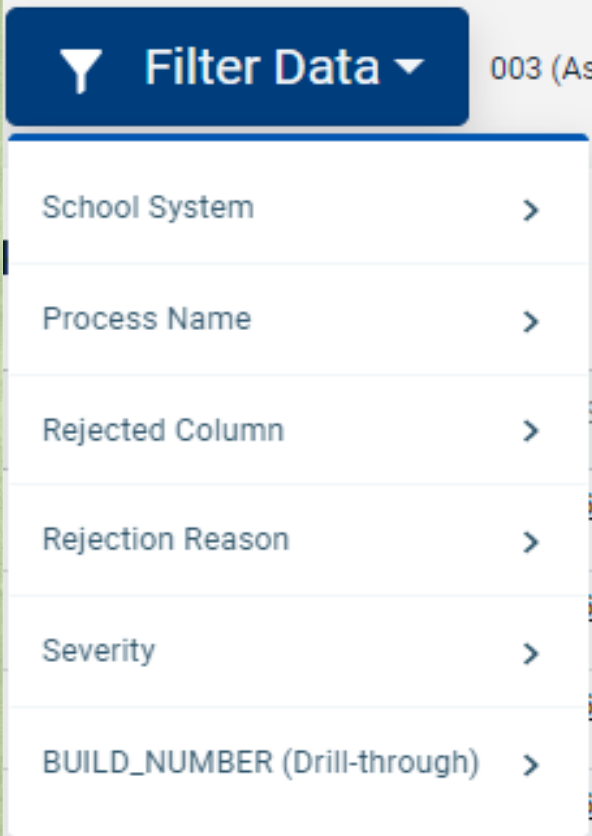 Filter Data
003 (As
School System
Process Name
Rejected Column
Rejection Reason
Severity
BUILD_NUMBER (Drill-through)